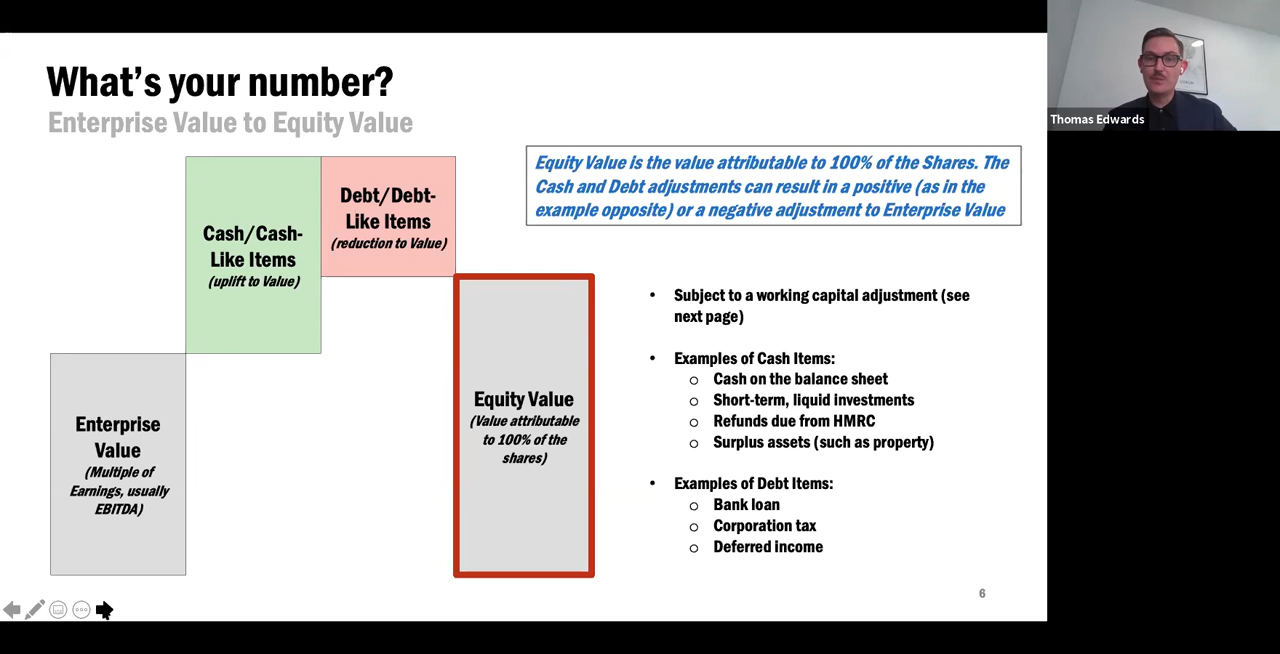 What's your number?
Enterprise Value to Equity Value
Equity Value is the value attributable to 100% of the Shares. The
Cash and Debt adjustments can result in a positive (as in the
example opposite) or a negative adjustment to Enterprise Value
Enterprise
Value
(Multiple of
Earnings, usually
EBITDA)
Cash/Cash-
Like Items
(uplift to Value)
Debt/Debt-
Like Items
(reduction to Value)
Equity Value
(Value attributable
to 100% of the
shares)
• Subject to a working capital adjustment (see
next page)
• Examples of Cash Items:
o Cash on the balance sheet
o Short-term, liquid investments
o Refunds due from HMRC
o Surplus assets (such as property)
• Examples of Debt Items:
o Bank loan
o Corporation tax
o Deferred income
6
Thomas Edwards